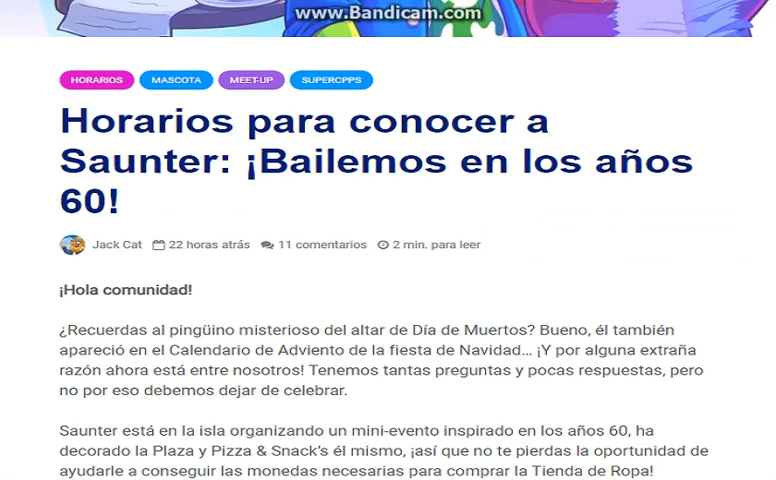 www.Bandicam.com
HORARIOS MASCOTA MEET-UP SUPERCPPS
Horarios para conocer a
Saunter: ¡Bailemos en los años
60!
Jack Cat 22 horas atrás 11 comentarios 2 min. para leer
¡Hola comunidad!
¿Recuerdas al pingüino misterioso del altar de Día de Muertos? Bueno, él también
apareció en el Calendario de Adviento de la fiesta de Navidad... ¡Y por alguna extraña
razón ahora está entre nosotros! Tenemos tantas preguntas y pocas respuestas, pero
no por eso debemos dejar de celebrar.
Saunter está en la isla organizando un mini-evento inspirado en los años 60, ha
decorado la Plaza y Pizza & Snack's él mismo, ¡así que no te pierdas la oportunidad de
ayudarle a conseguir las monedas necesarias para comprar la Tienda de Ropa!